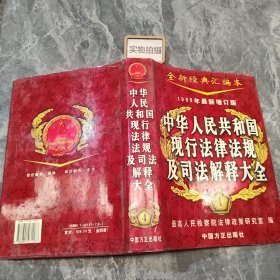 实物拍摄
全新经典汇编本
1999年最新增订版
中华人民共和国
现行法律法规
及司法解释大全
4
最高人民检察院法律政策研究室 编
中国方正出版社
中华人民
共和国
现行法律
法规
及司法
解释
大全
4
中国方正出版社